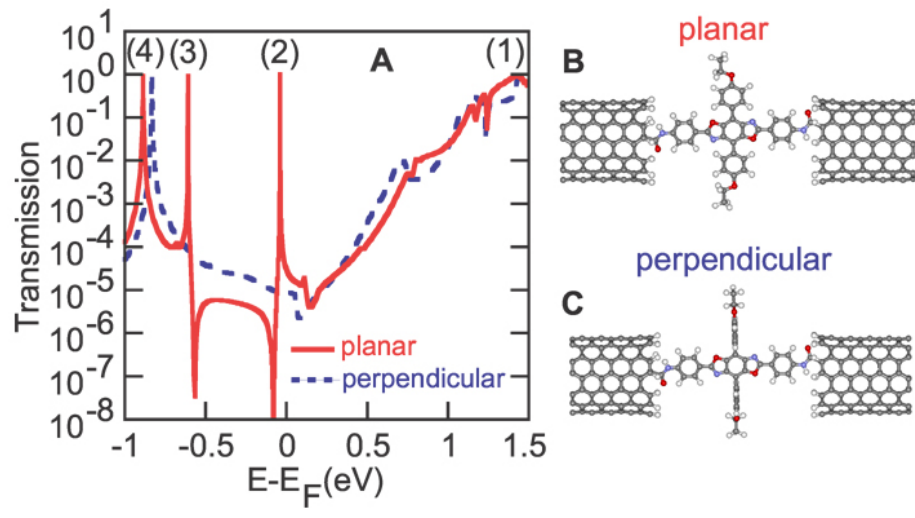 10^1
10^0
10^-1
10^-2
10^-3
10^-4
10^-5
10^-6
10^-7
10^-8
Transmission
(4) (3) (2) A (1)
planar
perpendicular
-1 -0.5 0 0.5 1 1.5
E-E_F(eV)
planar
B
perpendicular
C